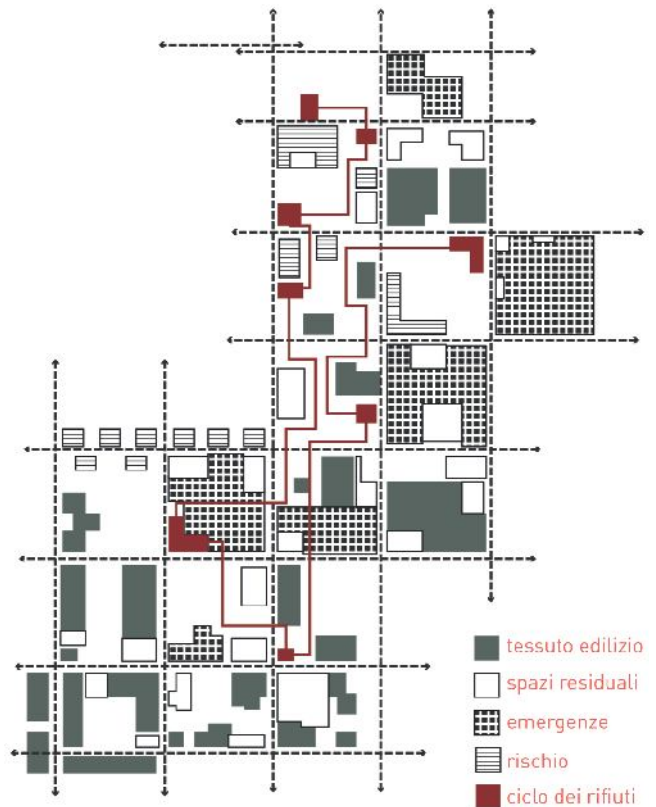 tessuto edilizio
spazi residuali
emergenze
rischio
ciclo dei rifiuti